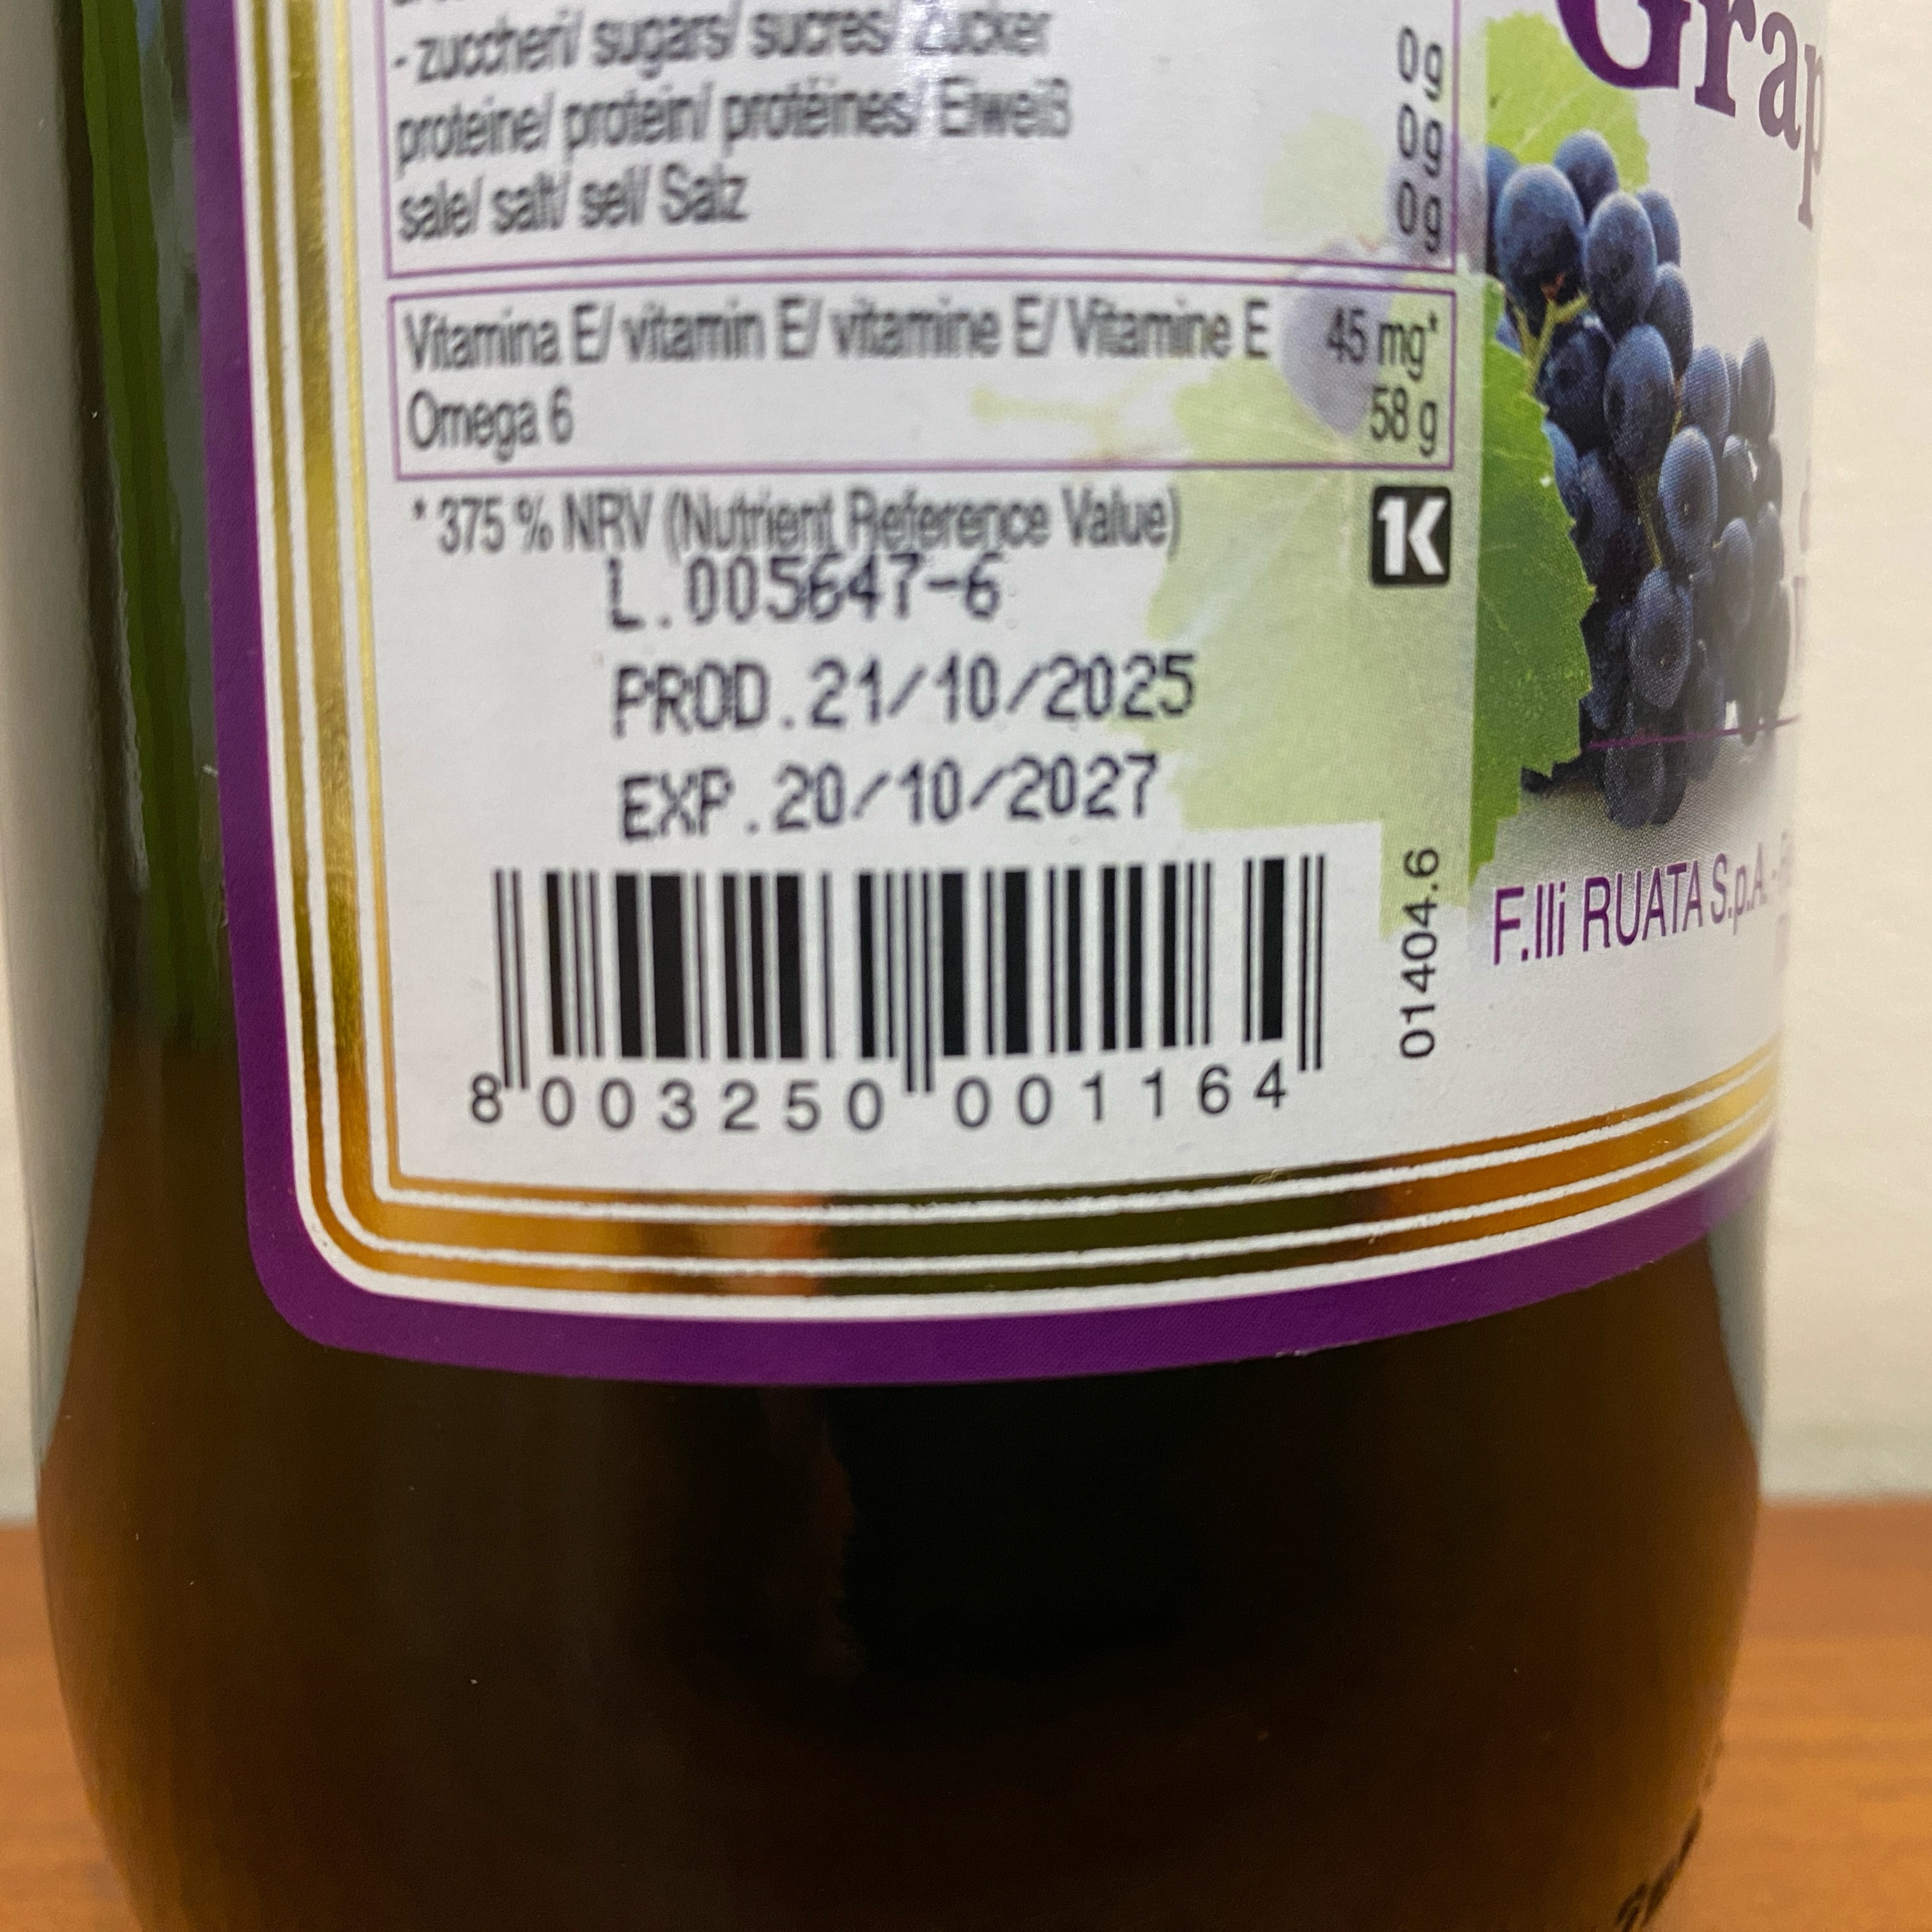 - zuccheri/ sugars/ sucres/ Zucker 0g
proteine/ protein/ protéines/ Eiweiß 0g
sale/ salt/ sel/ Salz 0g
Vitamina E/ vitamin E/ vitamine E/ Vitamine E 45 mg*
Omega 6 58 g
* 375 % NRV (Nutrient Reference Value)
1K
L.005647-6
PROD.21/10/2025
EXP.20/10/2027
8 003250 001164
01404.6
Grap
F.lli RUATA S.p.A. -